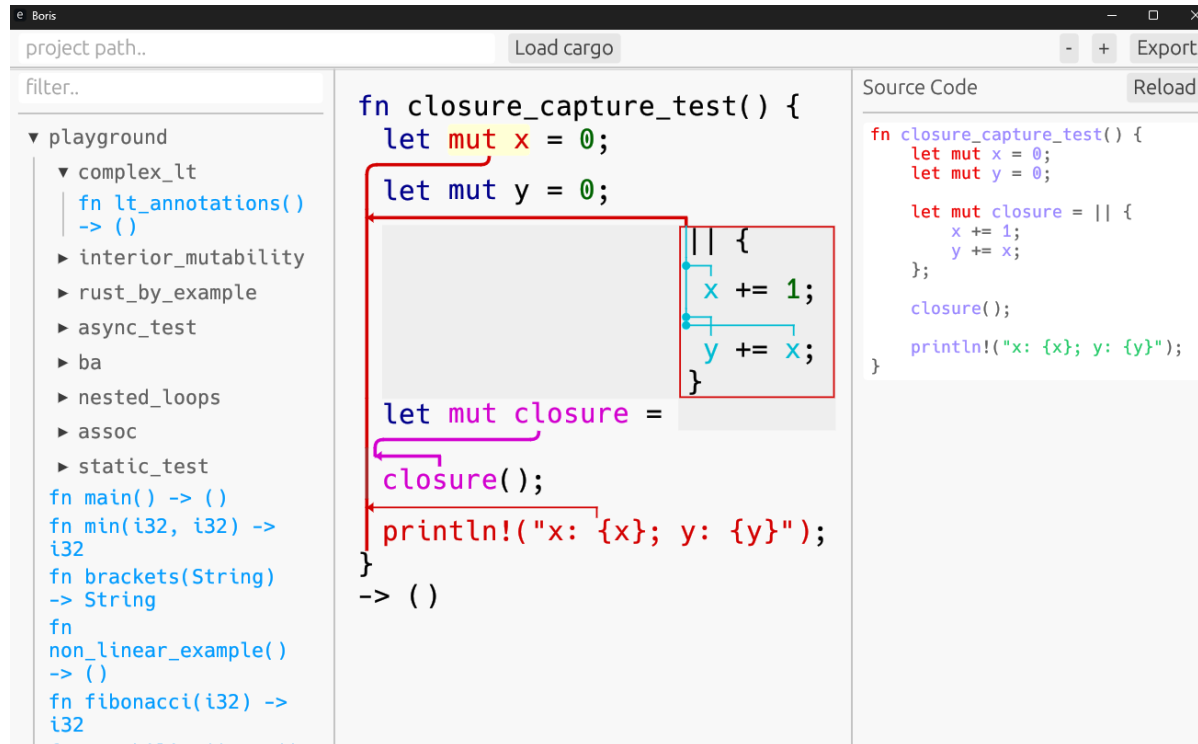 e Boris
project path..
Load cargo
-
+
Export
filter..
▼ playground
▼ complex_lt
fn lt_annotations()
-> ()
▶ interior_mutability
▶ rust_by_example
▶ async_test
▶ ba
▶ nested_loops
▶ assoc
▶ static_test
fn main() -> ()
fn min(i32, i32) ->
i32
fn brackets(String)
-> String
fn
non_linear_example()
-> ()
fn fibonacci(i32) ->
i32
fn closure_capture_test() {
let mut x = 0;
let mut y = 0;
|| {
x += 1;
y += x;
}
let mut closure =
closure();
println!("x: {x}; y: {y}");
}
-> ()
Source Code
Reload
fn closure_capture_test() {
let mut x = 0;
let mut y = 0;
let mut closure = || {
x += 1;
y += x;
};
closure();
println!("x: {x}; y: {y}");
}